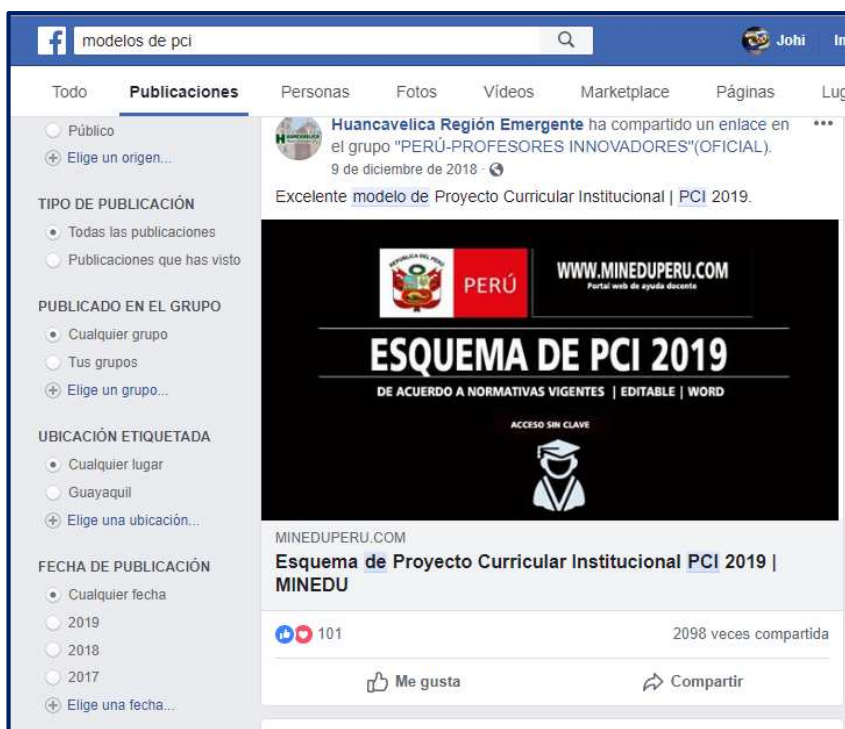 modelos de pci
Johi
Todo
Publicaciones
Personas
Fotos
Vídeos
Marketplace
Páginas
Público
Elige un origen...
TIPO DE PUBLICACIÓN
Todas las publicaciones
Publicaciones que has visto
PUBLICADO EN EL GRUPO
Cualquier grupo
Tus grupos
Elige un grupo...
UBICACIÓN ETIQUETADA
Cualquier lugar
Guayaquil
Elige una ubicación...
FECHA DE PUBLICACIÓN
Cualquier fecha
2019
2018
2017
Elige una fecha...
Huancavelica Región Emergente ha compartido un enlace en
el grupo "PERÚ-PROFESORES INNOVADORES"(OFICIAL).
9 de diciembre de 2018 ·
Excelente modelo de Proyecto Curricular Institucional | PCI 2019.
REPUBLICA DEL PERU
PERÚ
WWW.MINEDUPERU.COM
Portal web de ayuda docente
ESQUEMA DE PCI 2019
DE ACUERDO A NORMATIVAS VIGENTES | EDITABLE | WORD
ACCESO SIN CLAVE
MINEDUPERU.COM
Esquema de Proyecto Curricular Institucional PCI 2019 |
MINEDU
101
2098 veces compartida
Me gusta
Compartir